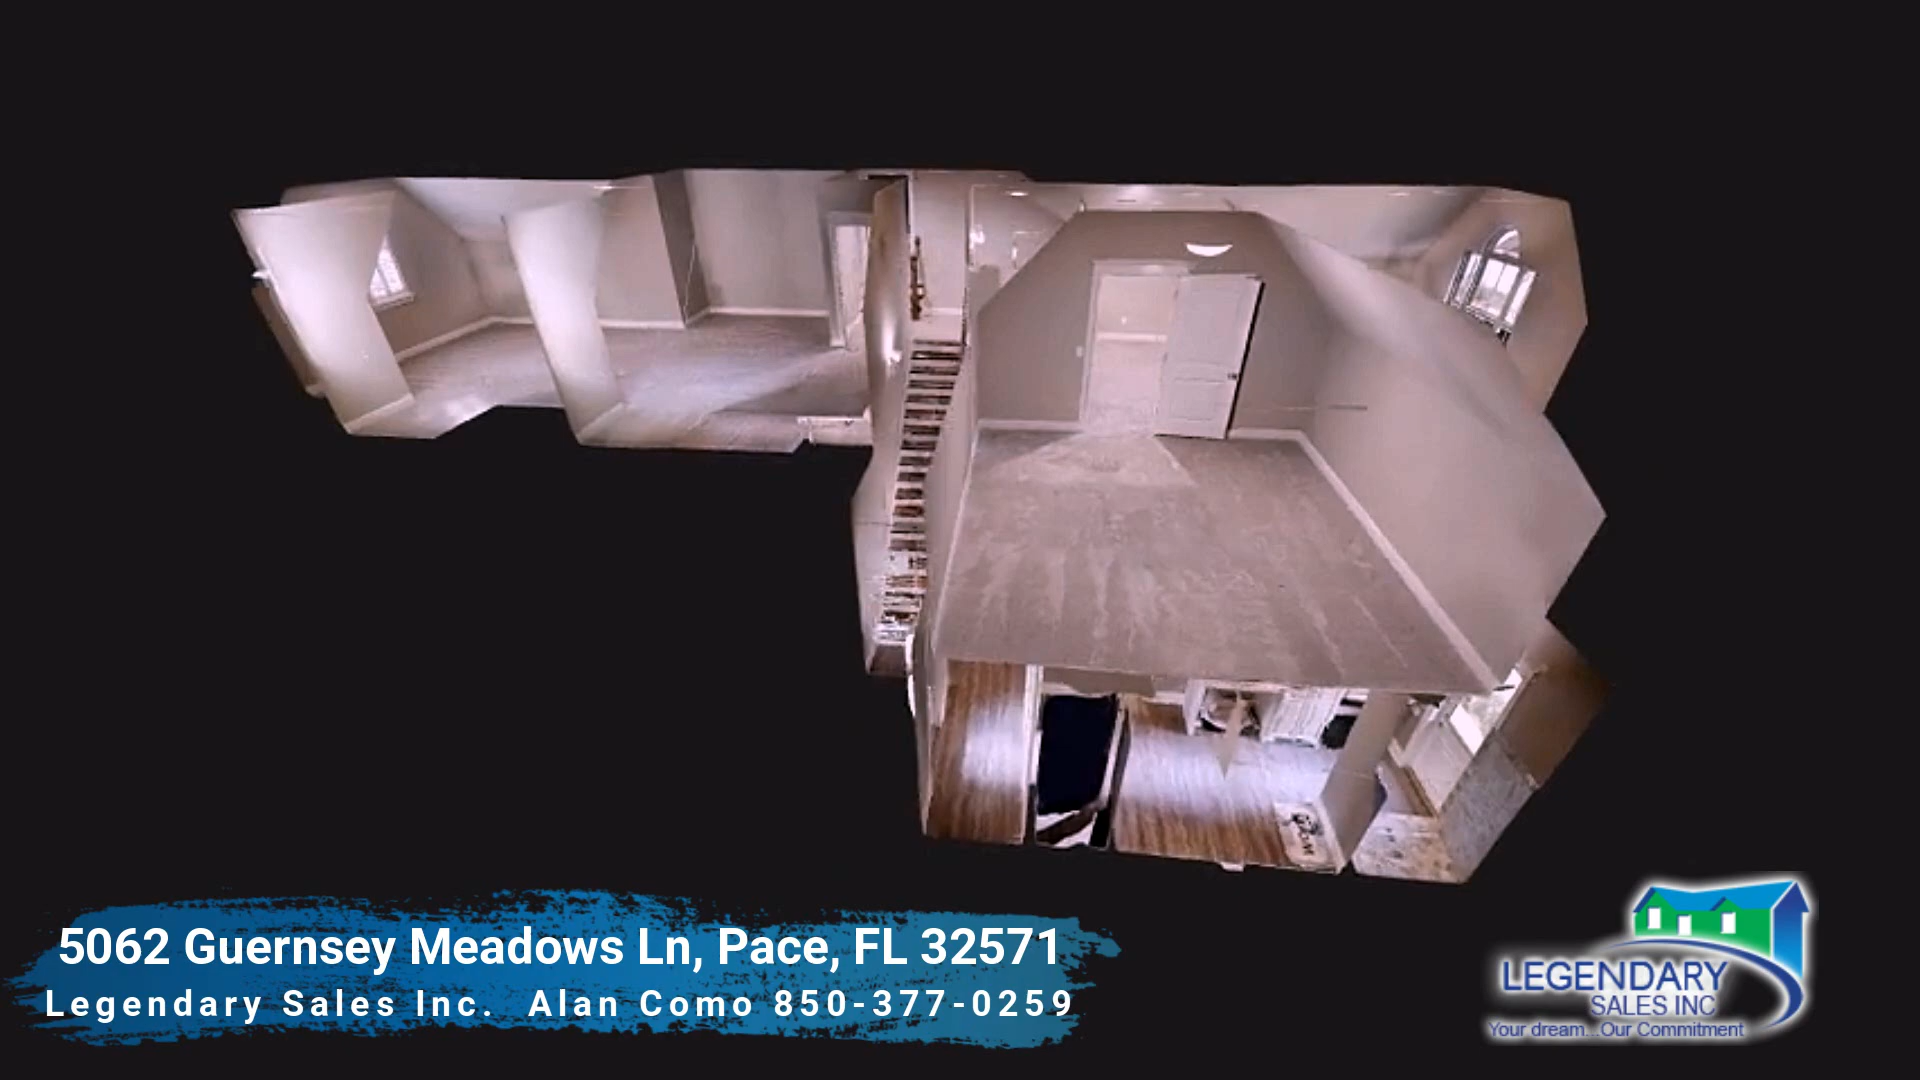 5062 Guernsey Meadows Ln, Pace, FL 32571
Legendary Sales Inc. Alan Como 850-377-0259
LEGENDARY
SALES INC
Your dream...Our Commitment